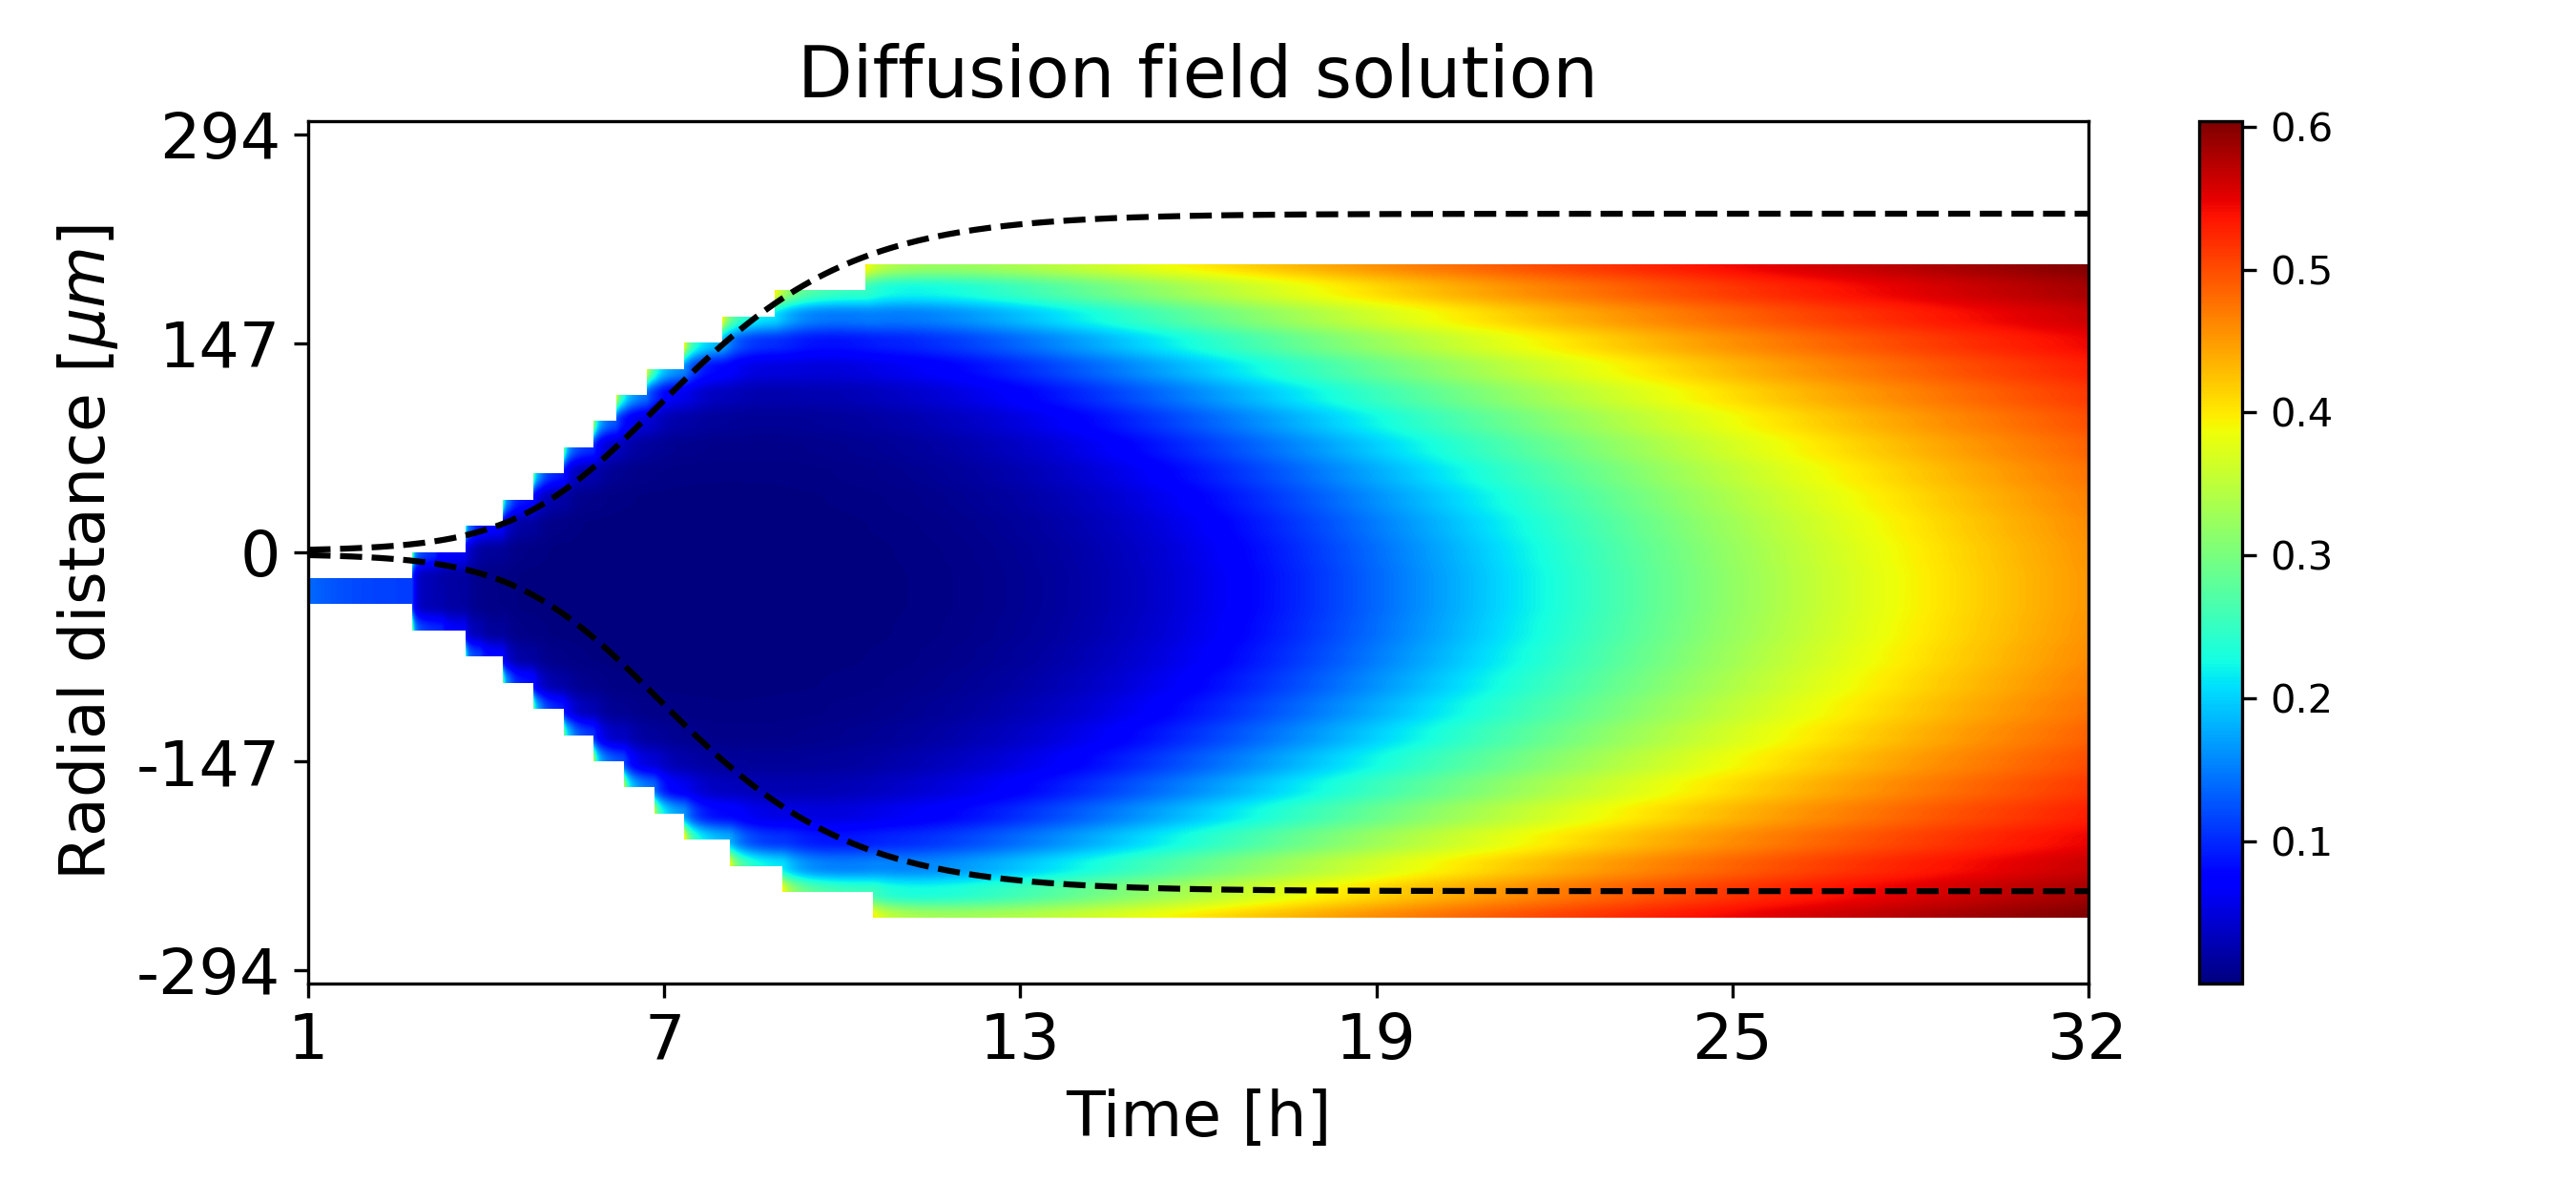 Diffusion field solution
Radial distance [μm]
294
147
0
-147
-294
1 7 13 19 25 32
Time [h]
0.6
0.5
0.4
0.3
0.2
0.1